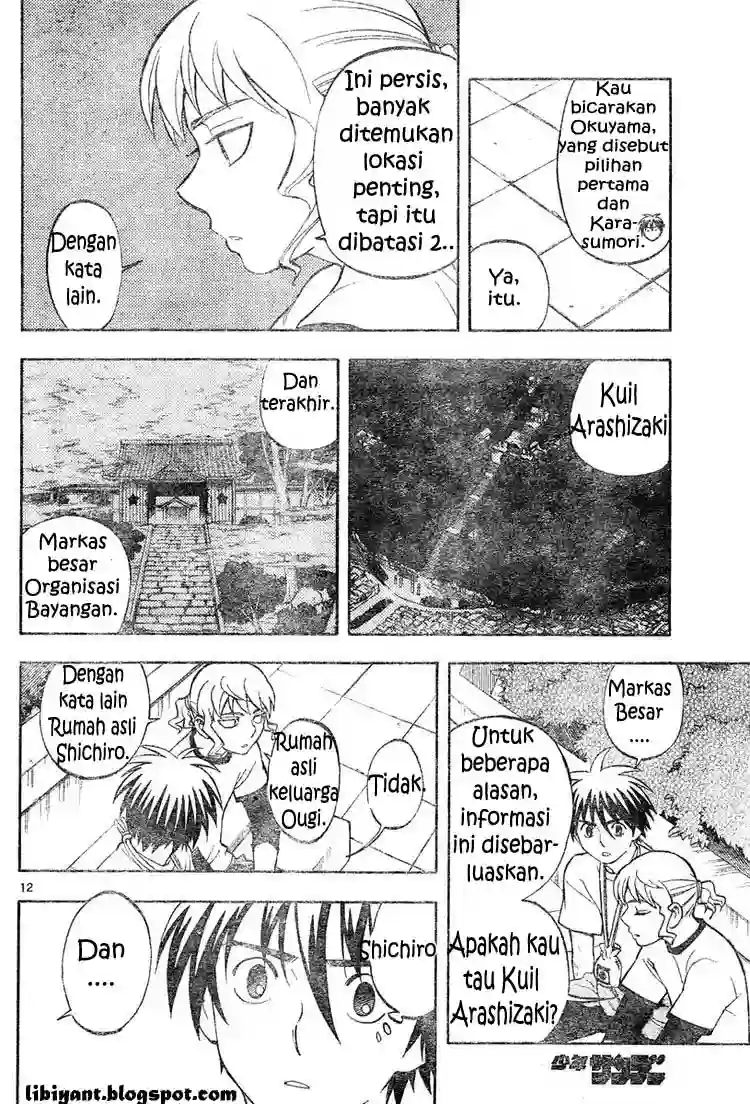 Kau
bicarakan
Okuyama,
yang disebut
pilihan
pertama
dan
Kara-
sumori.
Ya,
itu.
Ini persis,
banyak
ditemukan
lokasi
penting,
tapi itu
dibatasi 2..
Dengan
kata
lain.
Kuil
Arashizaki
Dan
terakhir..
Markas
besar
Organisasi
Bayangan.
Markas
Besar
....
Untuk
beberapa
alasan,
informasi
ini disebar-
luaskan.
Apakah kau
tau Kuil
Arashizaki?
Tidak.
Rumah
asli
keluarga
Ougi.
Dengan
kata lain
Rumah asli
Shichiro.
12
Shichiro
Dan
....
libiyant.blogspot.com